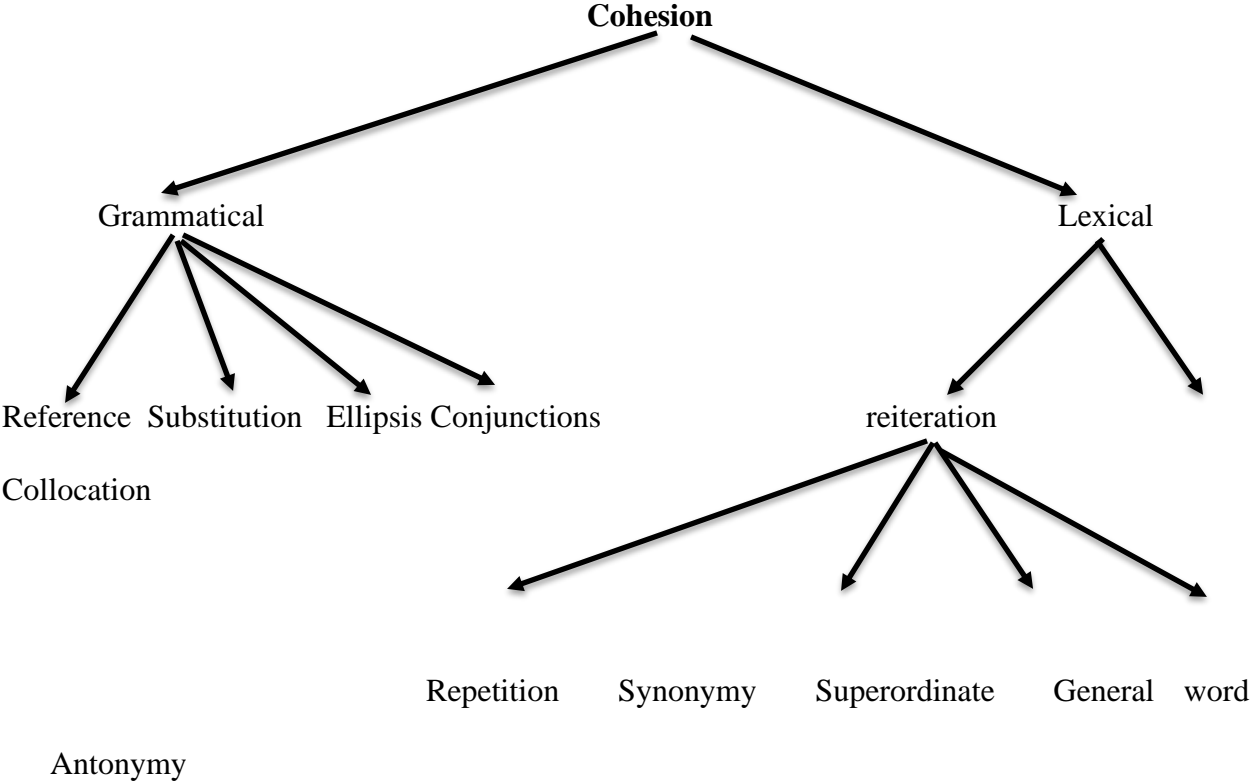 Cohesion
Grammatical Lexical
Reference Substitution Ellipsis Conjunctions reiteration
Collocation
Repetition Synonymy Superordinate General word
Antonymy